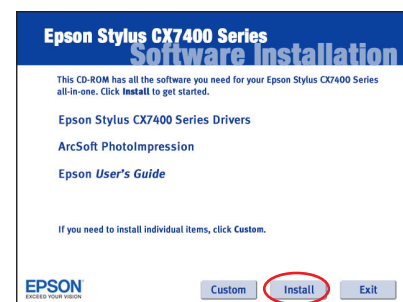 Epson Stylus CX7400 Series
Software Installation
This CD-ROM has all the software you need for your Epson Stylus CX7400 Series
all-in-one. Click Install to get started.
Epson Stylus CX7400 Series Drivers
ArcSoft PhotoImpression
Epson User's Guide
If you need to install individual items, click Custom.
EPSON
EXCEED YOUR VISION
Custom Install Exit